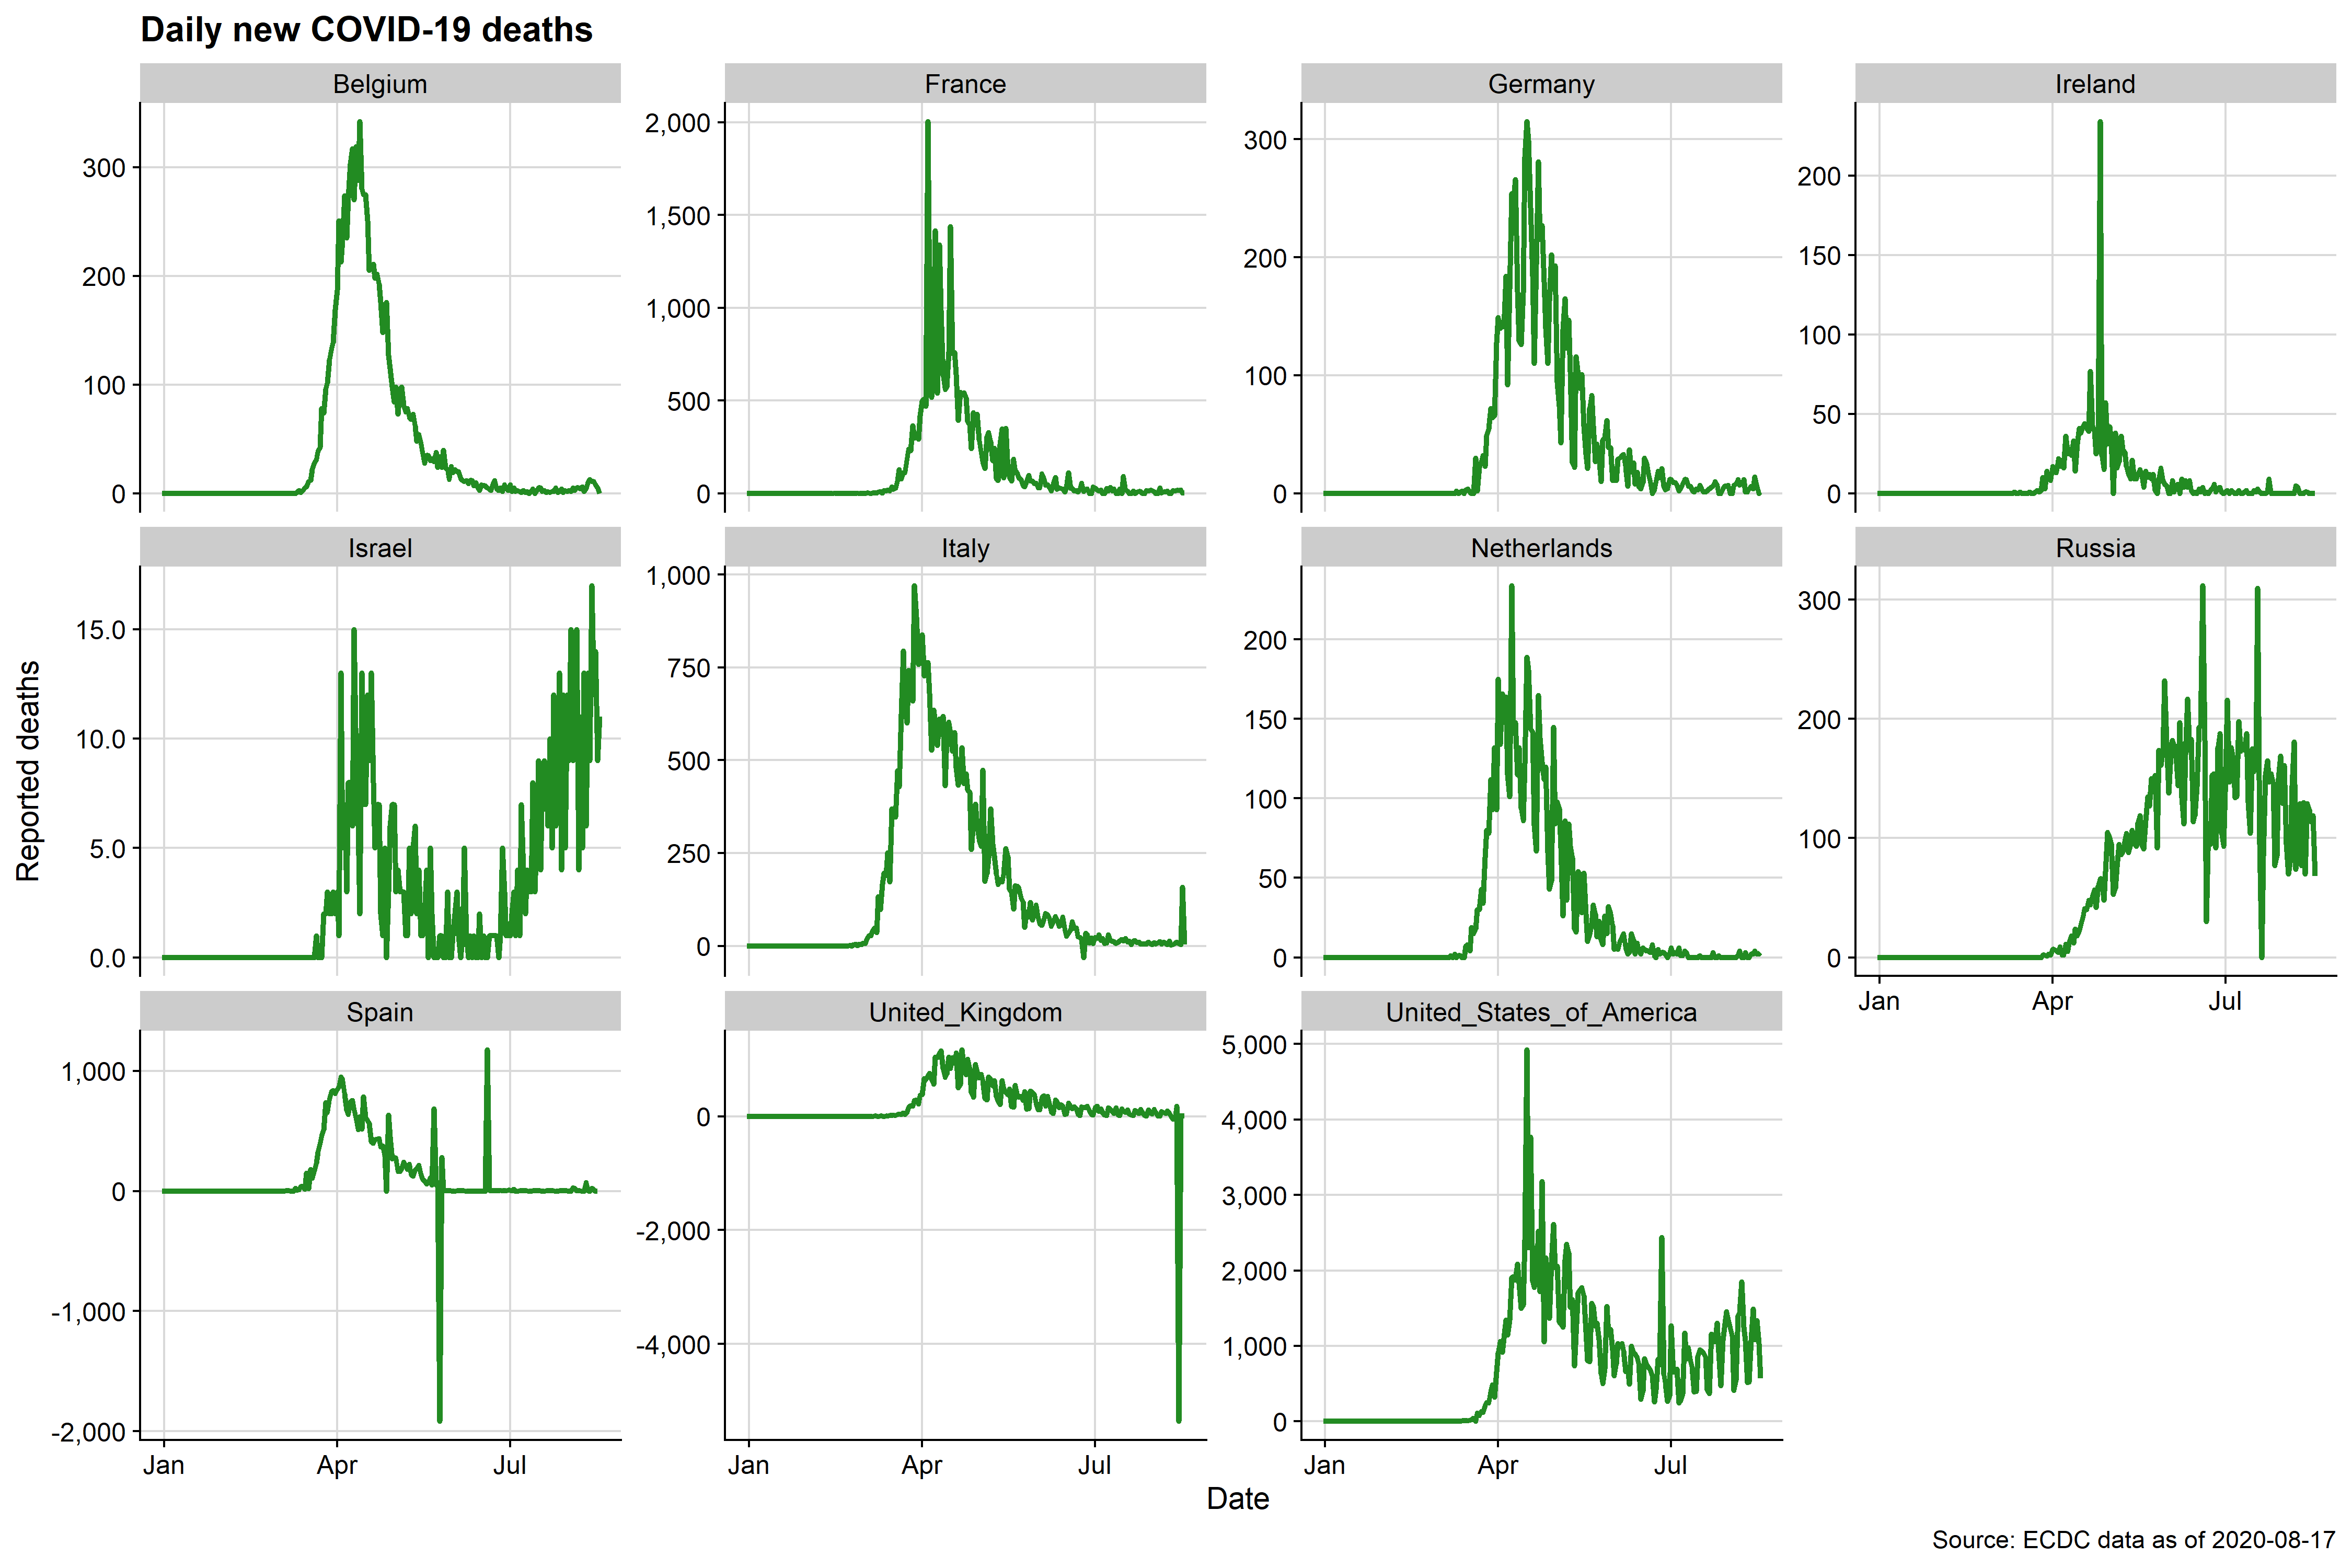 Daily new COVID-19 deaths
Belgium
France
Germany
Ireland
300
200
100
0
2,000
1,500
1,000
500
0
300
200
100
0
200
150
100
50
0
Israel
Italy
Netherlands
Russia
15.0
10.0
5.0
0.0
1,000
750
500
250
0
200
150
100
50
0
300
200
100
0
Jan Apr Jul
Reported deaths
Spain
United_Kingdom
United_States_of_America
1,000
0
-1,000
-2,000
0
-2,000
-4,000
5,000
4,000
3,000
2,000
1,000
0
Jan Apr Jul
Jan Apr Jul
Jan Apr Jul
Date
Source: ECDC data as of 2020-08-17